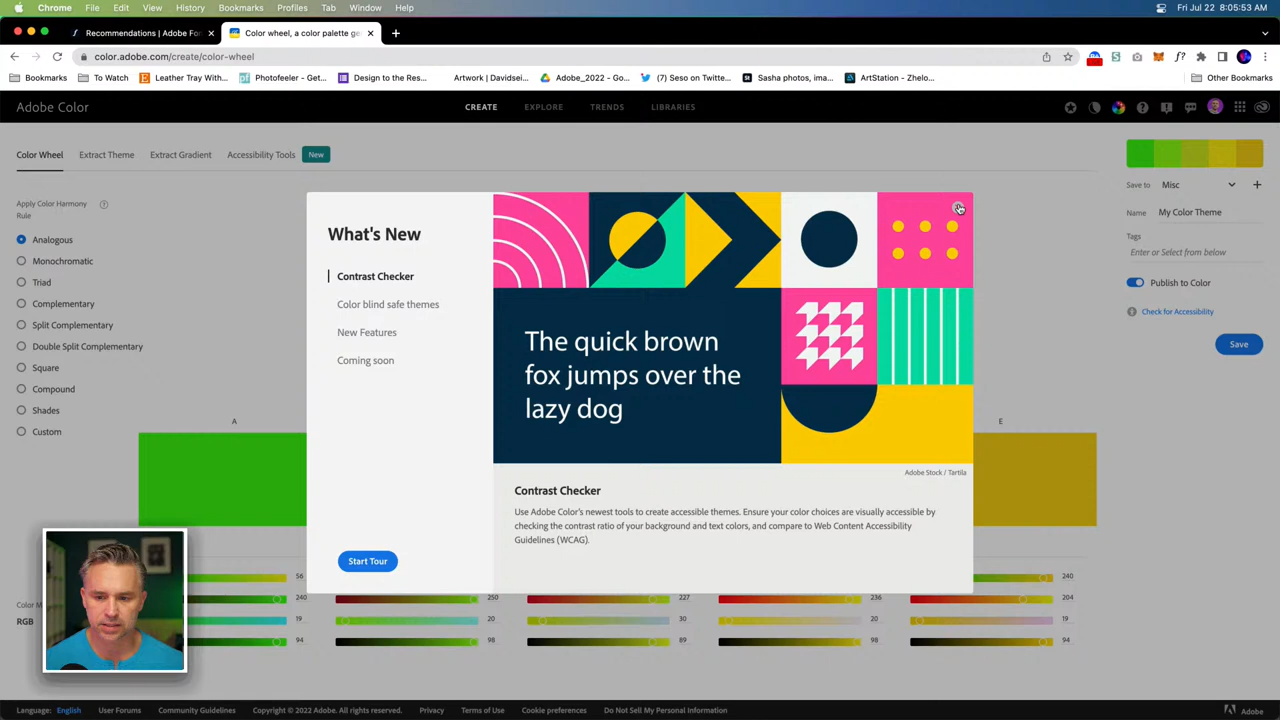 Chrome File Edit View History Bookmarks Profiles Tab Window Help Fri Jul 22 8:05:53 AM
Recommendations | Adobe Fon Color wheel, a color palette ge
color.adobe.com/create/color-wheel
Bookmarks To Watch Leather Tray With... Photofeeler - Get... Design to the Res... Artwork | Davidsei... Adobe_2022 – Go... (7) Seso on Twitte... Sasha photos, ima... ArtStation - Zhelo... Other Bookmarks
Adobe Color CREATE EXPLORE TRENDS LIBRARIES
Color Wheel Extract Theme Extract Gradient Accessibility Tools New
Apply Color Harmony
Rule
Analogous
Monochromatic
Triad
Complementary
Split Complementary
Double Split Complementary
Square
Compound
Shades
Custom
What's New
Contrast Checker
Color blind safe themes
New Features
Coming soon
Start Tour
The quick brown
fox jumps over the
lazy dog
Adobe Stock / Tartila
Contrast Checker
Use Adobe Color's newest tools to create accessible themes. Ensure your color choices are visually accessible by
checking the contrast ratio of your background and text colors, and compare to Web Content Accessibility
Guidelines (WCAG).
Save to Misc
Name My Color Theme
Tags
Enter or Select from below
Publish to Color
Check for Accessibility
Save
A E
56 240
240 250 227 236 204
19 20 30 20 19
94 98 89 98 94
RGB
Language: English User Forums Community Guidelines Copyright © 2022 Adobe. All rights reserved. Privacy Terms of Use Cookie preferences Do Not Sell My Personal Information Adobe